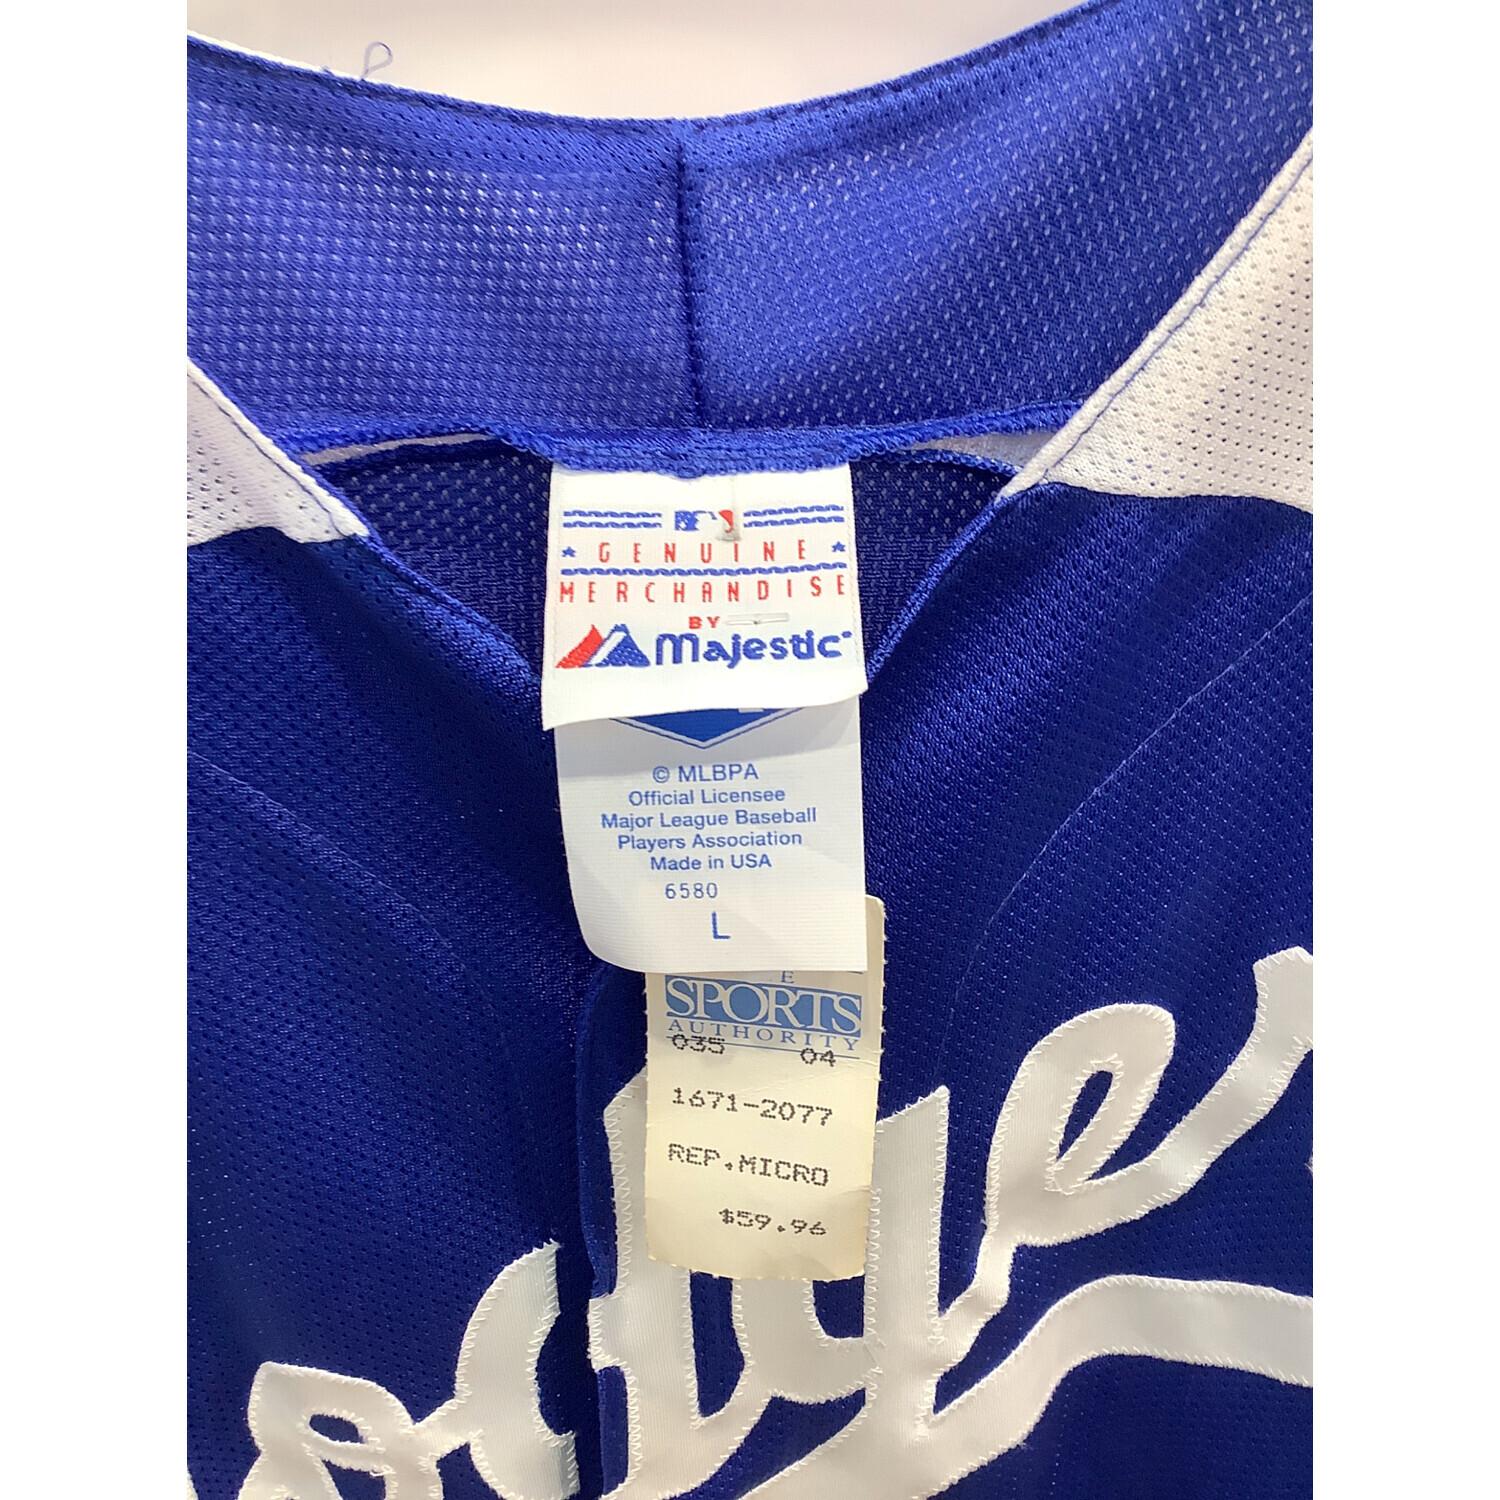 GENUINE
MERCHANDISE
BY
Majestic
© MLBPA
Official Licensee
Major League Baseball
Players Association
Made in USA
6580
L
E
SPORTS
AUTHORITY
035 04
1671-2077
REP.MICRO
$59.96
odge